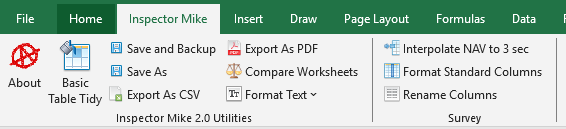 File Home Inspector Mike Insert Draw Page Layout Formulas Data
Save and Backup Export As PDF Interpolate NAV to 3 sec
About Basic Table Tidy Save As Compare Worksheets Format Standard Columns
Export As CSV Format Text Rename Columns
Inspector Mike 2.0 Utilities Survey